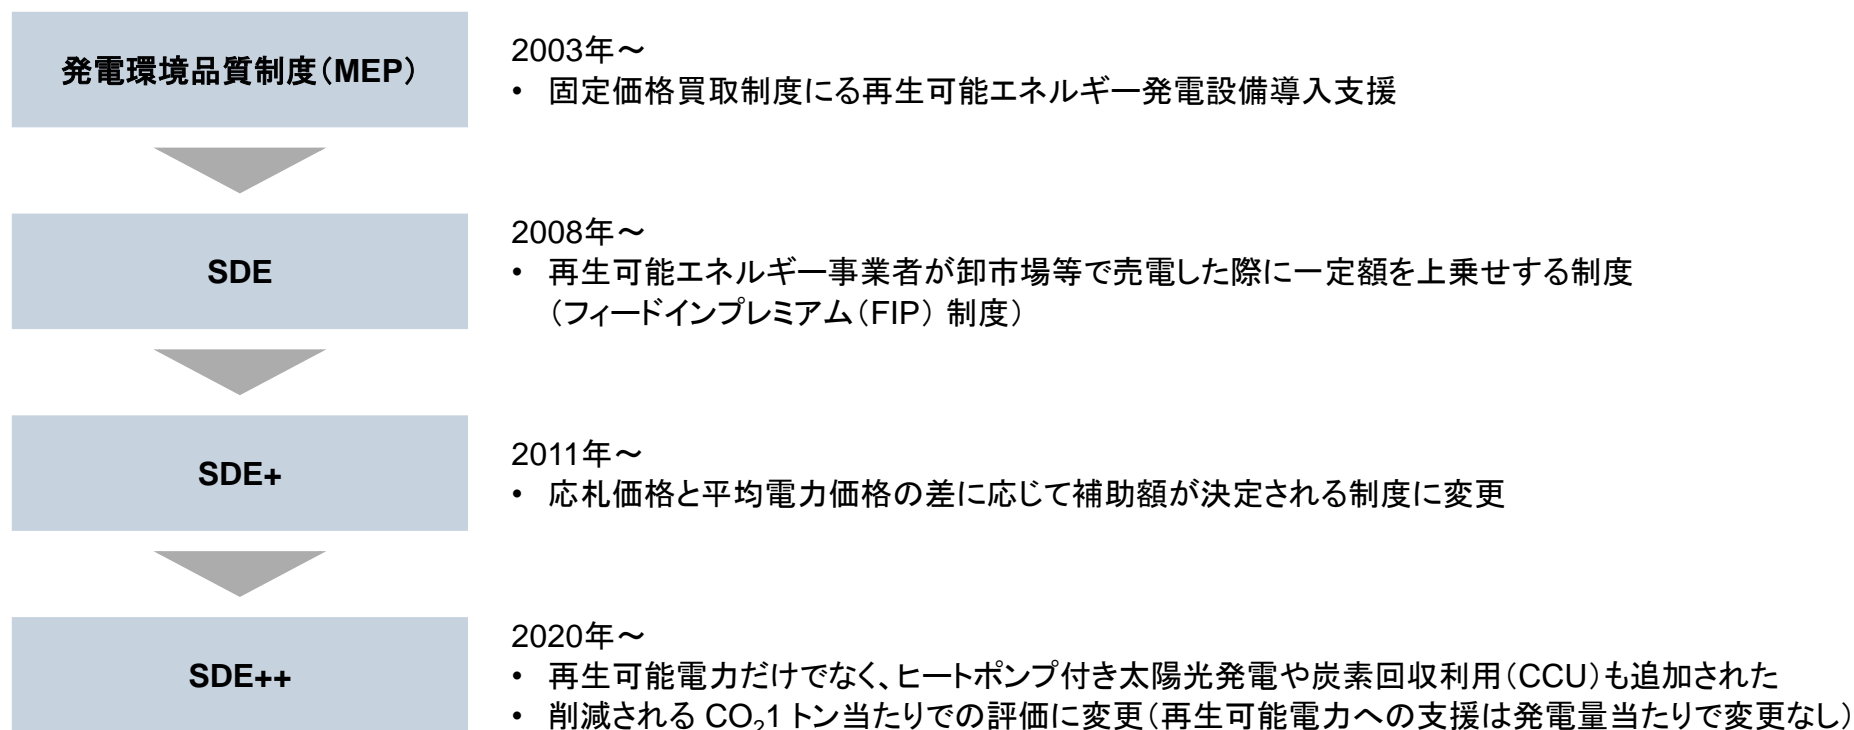 発電環境品質制度（MEP）
2003年～
• 固定価格買取制度にる再生可能エネルギー発電設備導入支援
SDE
2008年～
• 再生可能エネルギー事業者が卸市場等で売電した際に一定額を上乗せする制度
（フィードインプレミアム（FIP） 制度）
SDE+
2011年～
• 応札価格と平均電力価格の差に応じて補助額が決定される制度に変更
SDE++
2020年～
• 再生可能電力だけでなく、ヒートポンプ付き太陽光発電や炭素回収利用（CCU）も追加された
• 削減される CO₂1 トン当たりでの評価に変更（再生可能電力への支援は発電量当たりで変更なし）